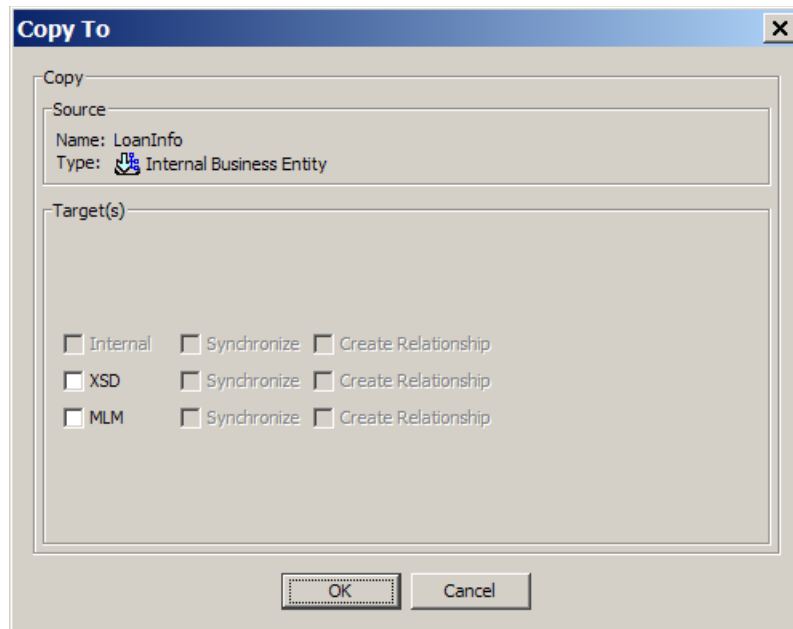 Copy To
Copy
Source
Name: LoanInfo
Type: Internal Business Entity
Target(s)
Internal Synchronize Create Relationship
XSD Synchronize Create Relationship
MLM Synchronize Create Relationship
OK Cancel